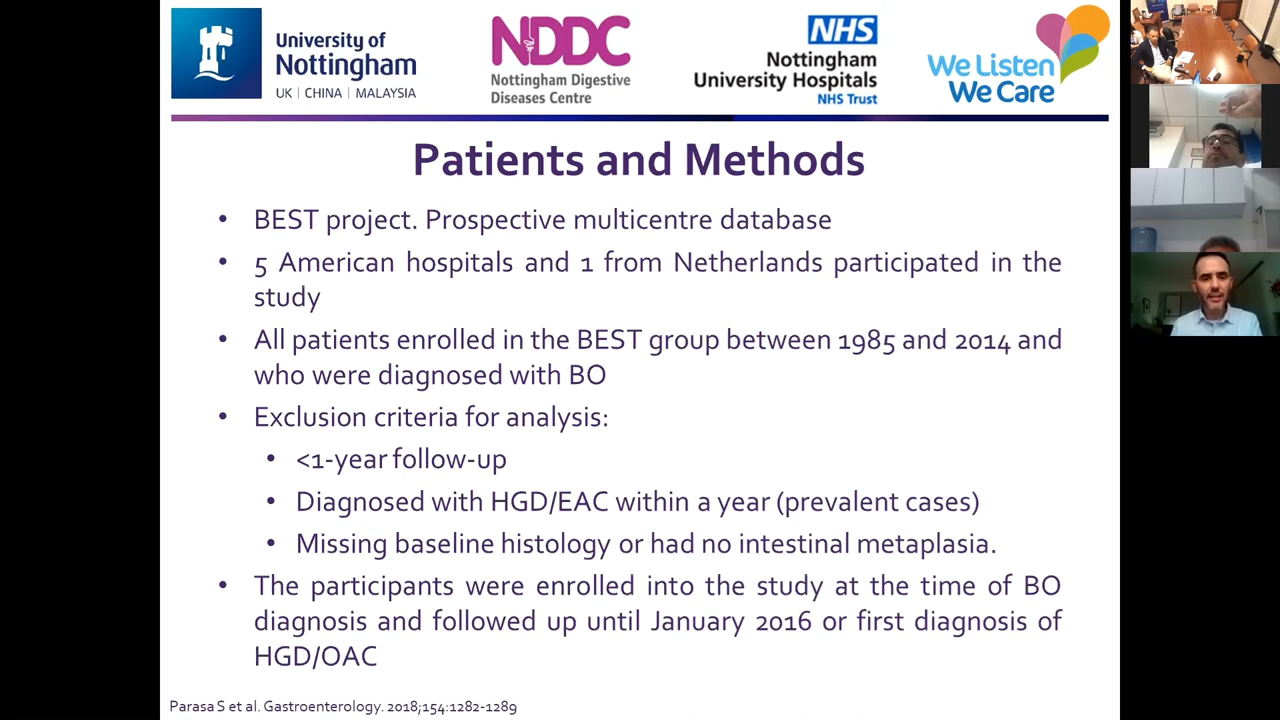 University of
Nottingham
UK | CHINA | MALAYSIA
NDDC
Nottingham Digestive
Diseases Centre
NHS
Nottingham
University Hospitals
NHS Trust
We Listen
We Care
Patients and Methods
• BEST project. Prospective multicentre database
• 5 American hospitals and 1 from Netherlands participated in the
study
• All patients enrolled in the BEST group between 1985 and 2014 and
who were diagnosed with BO
• Exclusion criteria for analysis:
• <1-year follow-up
• Diagnosed with HGD/EAC within a year (prevalent cases)
• Missing baseline histology or had no intestinal metaplasia.
• The participants were enrolled into the study at the time of BO
diagnosis and followed up until January 2016 or first diagnosis of
HGD/OAC
Parasa S et al. Gastroenterology. 2018;154:1282-1289